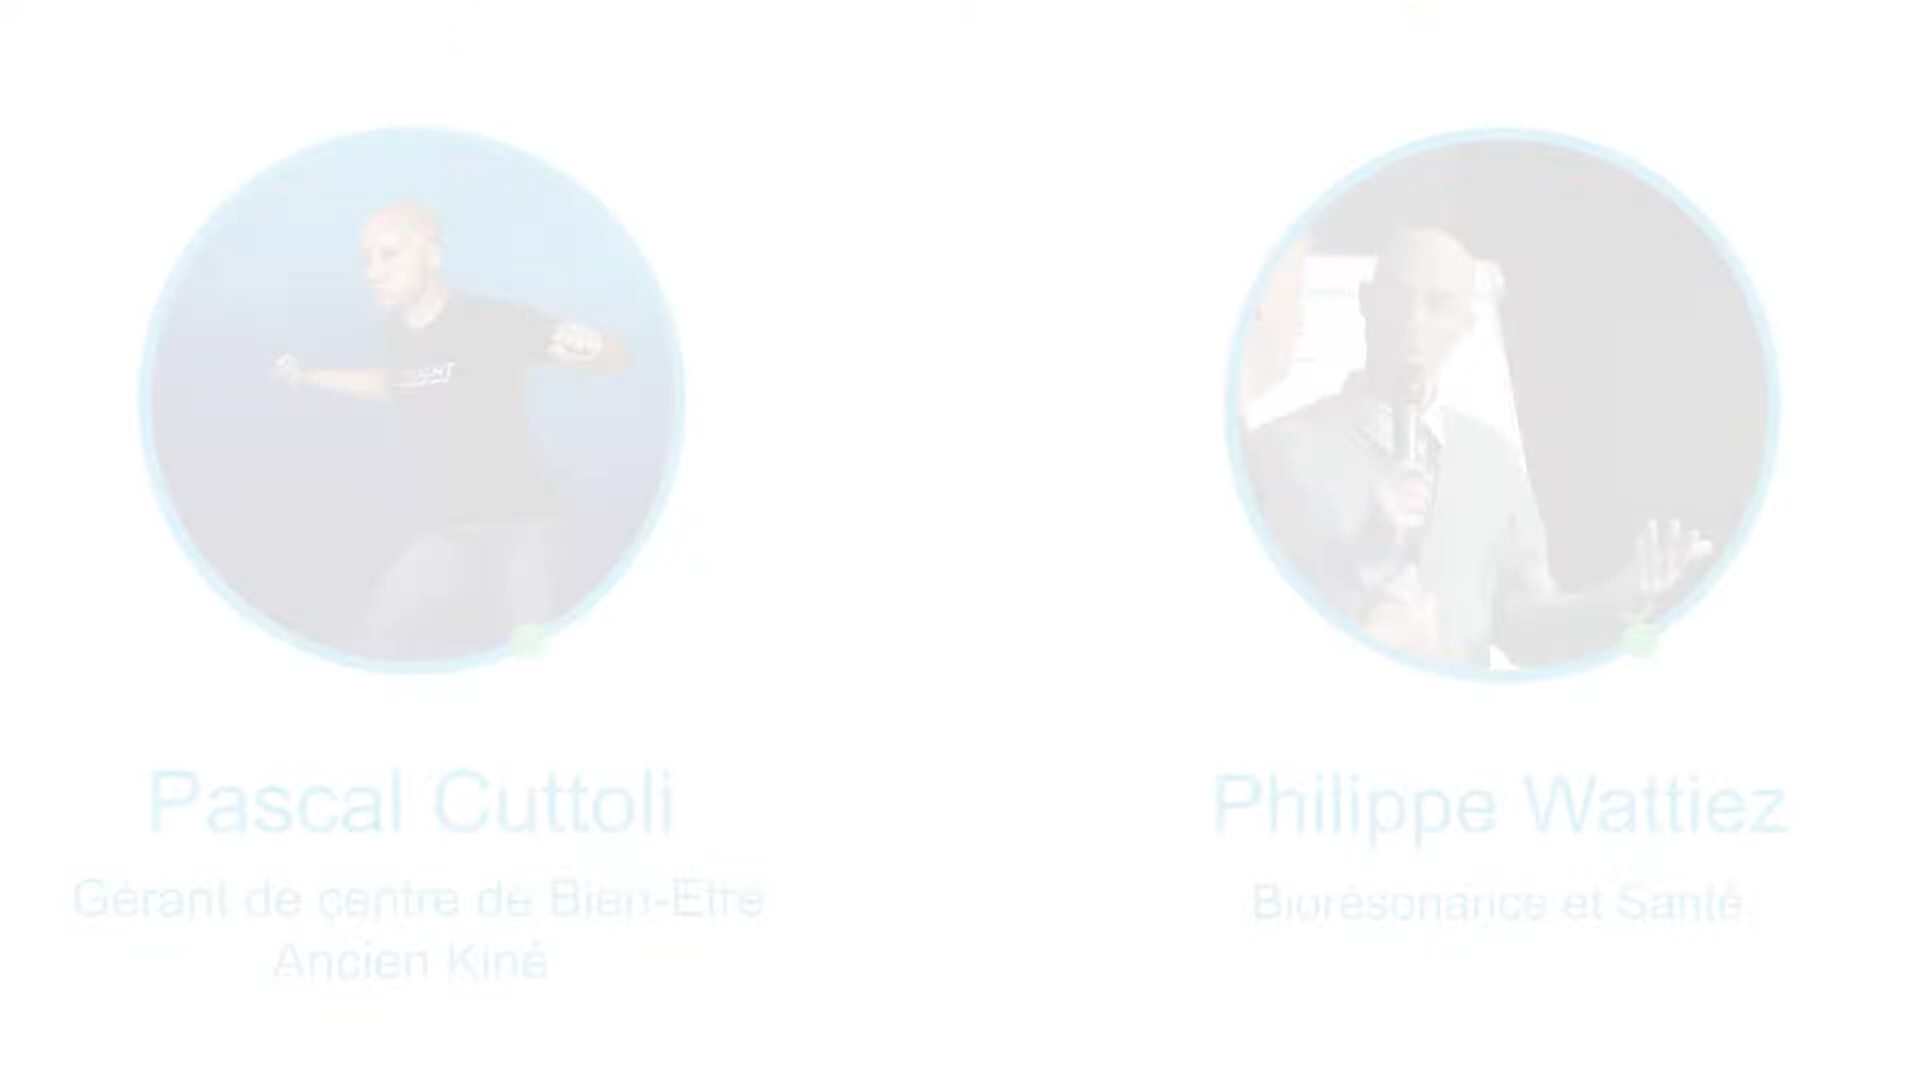 Pascal Cuttoli
Gérant de centre de Bien-Etre
Ancien Kiné
Philippe Wattiez
Biorésonance et Santé